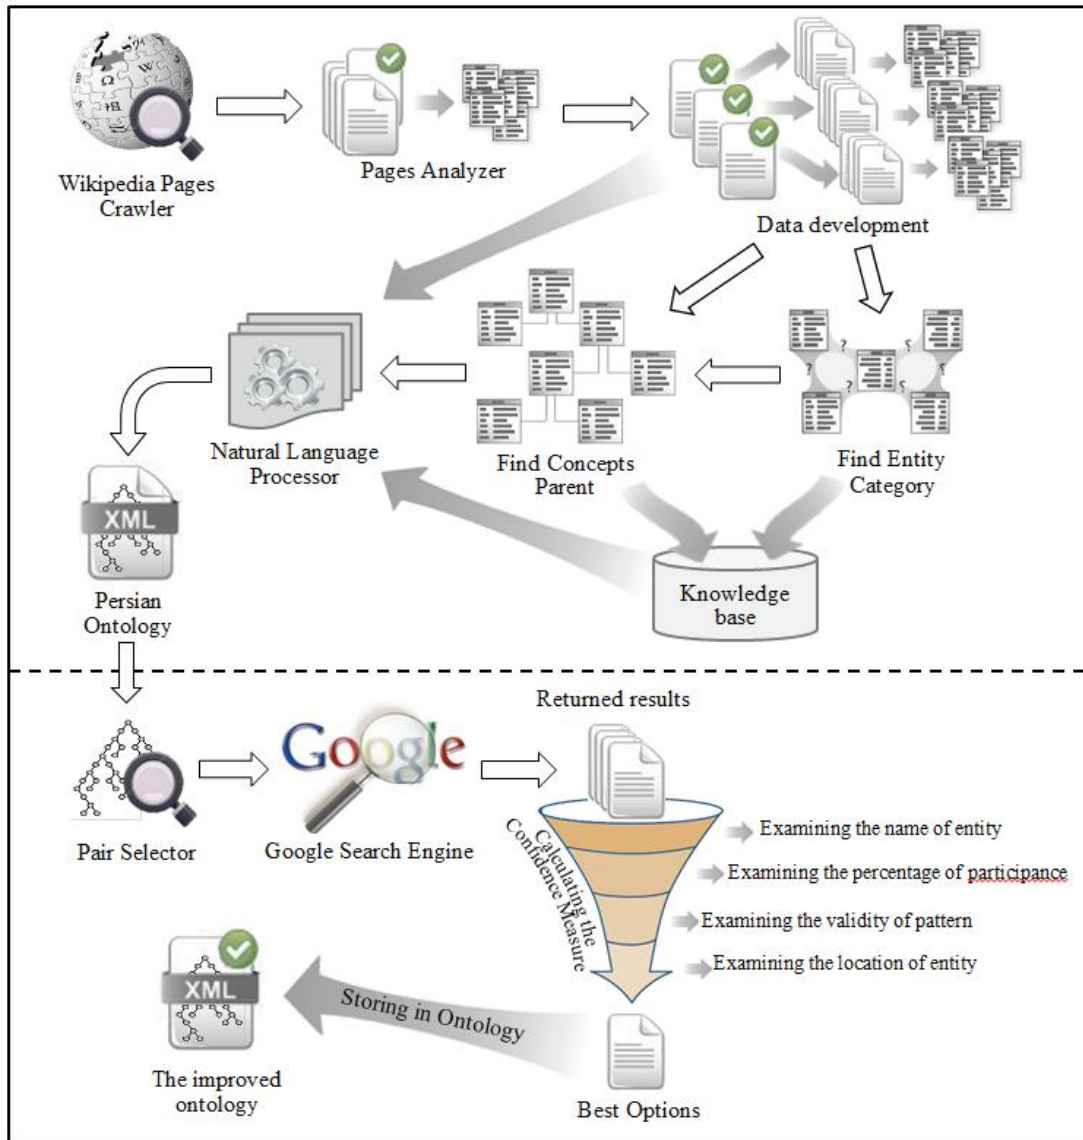 Wikipedia Pages
Crawler
Pages Analyzer
Data development
Natural Language
Processor
Find Concepts
Parent
Find Entity
Category
XML
Persian
Ontology
Knowledge
base
Returned results
Google
Pair Selector
Google Search Engine
Calculating the
Confidence Measure
Examining the name of entity
Examining the percentage of participance
Examining the validity of pattern
Examining the location of entity
XML
Storing in Ontology
The improved
ontology
Best Options